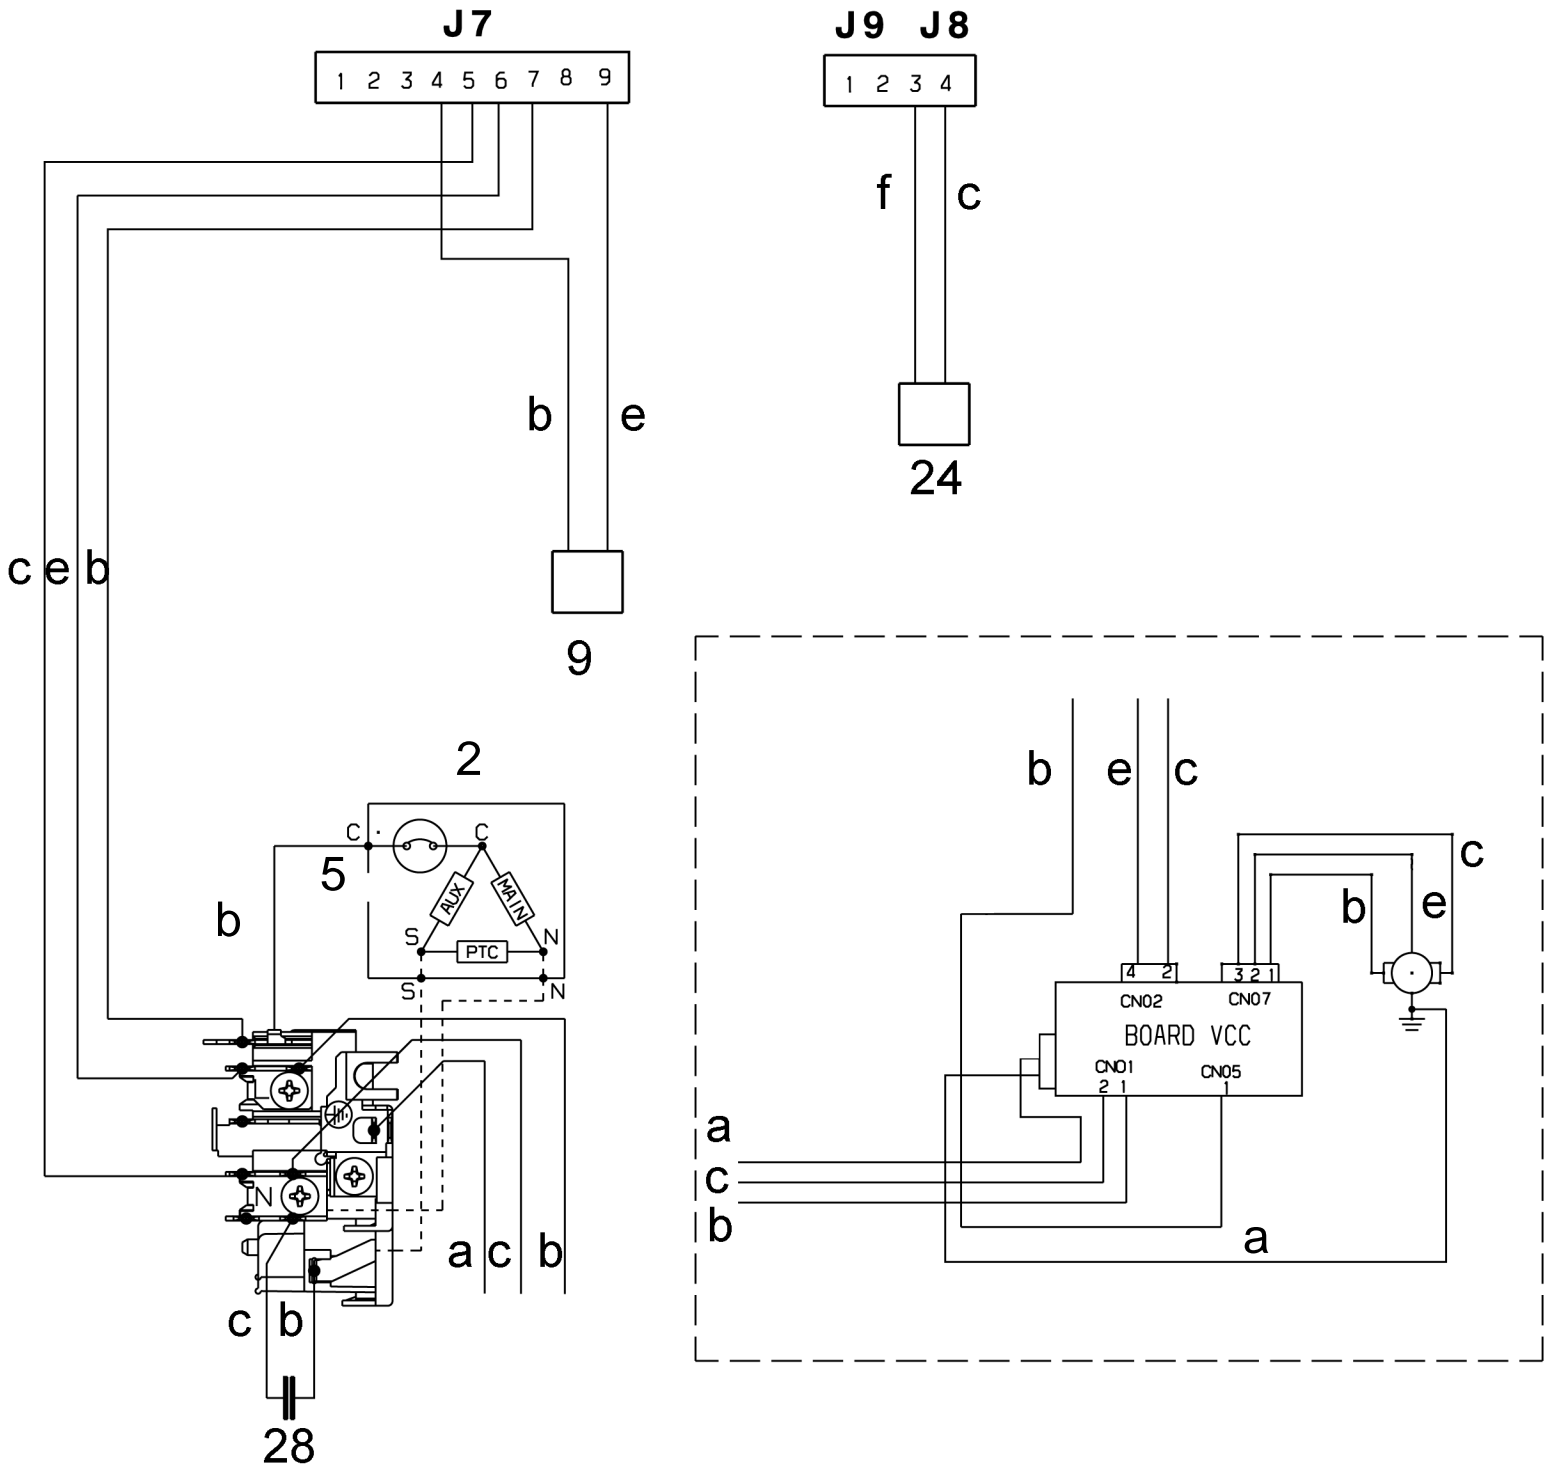 J7
J9 J8
1 2 3 4 5 6 7 8 9
1 2 3 4
f c
b e
24
c e b
9
2
b e c
C C
5
c
AUX MAIN
b e
b
S N
PTC
S N
4 2 3 2 1
CN02 CN07
BOARD VCC
CN01 CN05
2 1 1
a
c
N
b
a
a c b
c b
28